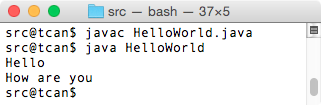 src — bash — 37×5
src@tcan$ javac HelloWorld.java
src@tcan$ java HelloWorld
Hello
How are you
src@tcan$